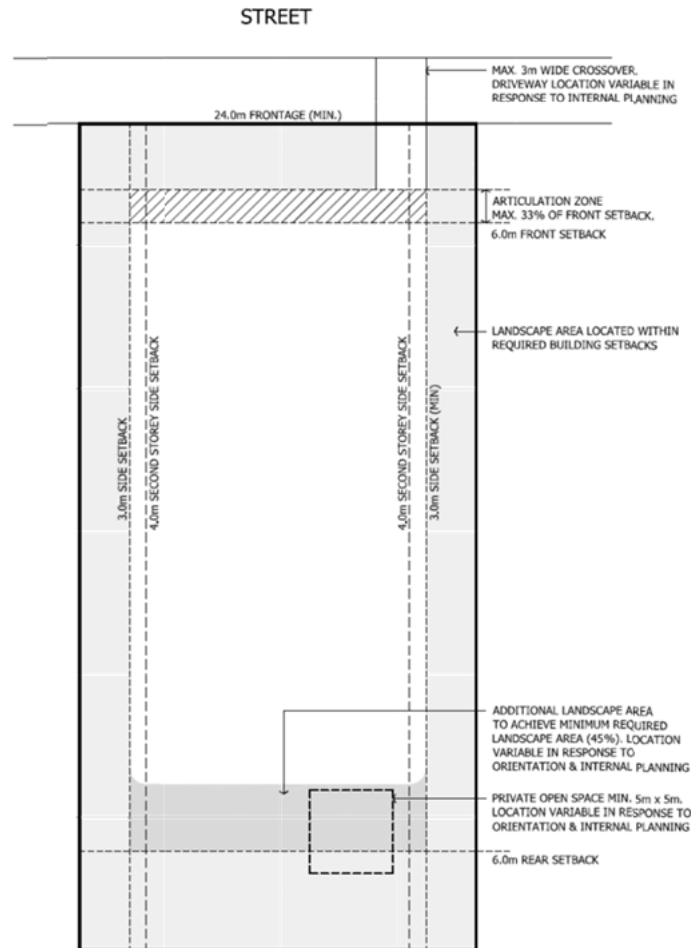 STREET
MAX. 3m WIDE CROSSOVER.
DRIVEWAY LOCATION VARIABLE IN
RESPONSE TO INTERNAL PLANNING
24.0m FRONTAGE (MIN.)
ARTICULATION ZONE
MAX. 33% OF FRONT SETBACK.
6.0m FRONT SETBACK
LANDSCAPE AREA LOCATED WITHIN
REQUIRED BUILDING SETBACKS
3.0m SIDE SETBACK
4.0m SECOND STOREY SIDE SETBACK
4.0m SECOND STOREY SIDE SETBACK
3.0m SIDE SETBACK (MIN)
ADDITIONAL LANDSCAPE AREA
TO ACHIEVE MINIMUM REQUIRED
LANDSCAPE AREA (45%). LOCATION
VARIABLE IN RESPONSE TO
ORIENTATION & INTERNAL PLANNING
PRIVATE OPEN SPACE MIN. 5m x 5m.
LOCATION VARIABLE IN RESPONSE TO
ORIENTATION & INTERNAL PLANNING
6.0m REAR SETBACK